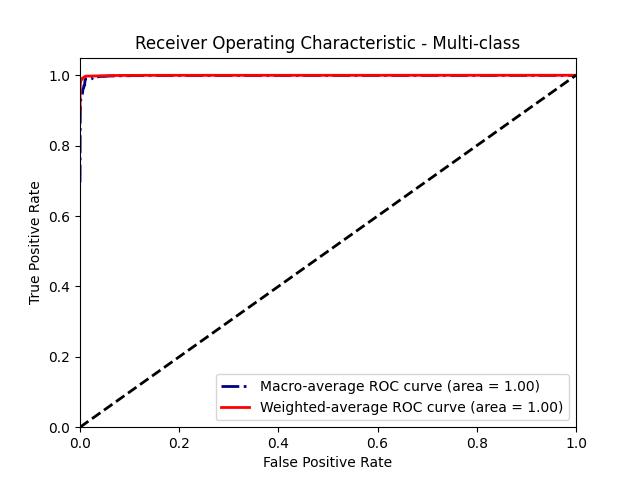 Receiver Operating Characteristic - Multi-class
True Positive Rate
1.0
0.8
0.6
0.4
0.2
0.0
Macro-average ROC curve (area = 1.00)
Weighted-average ROC curve (area = 1.00)
0.0 0.2 0.4 0.6 0.8 1.0
False Positive Rate